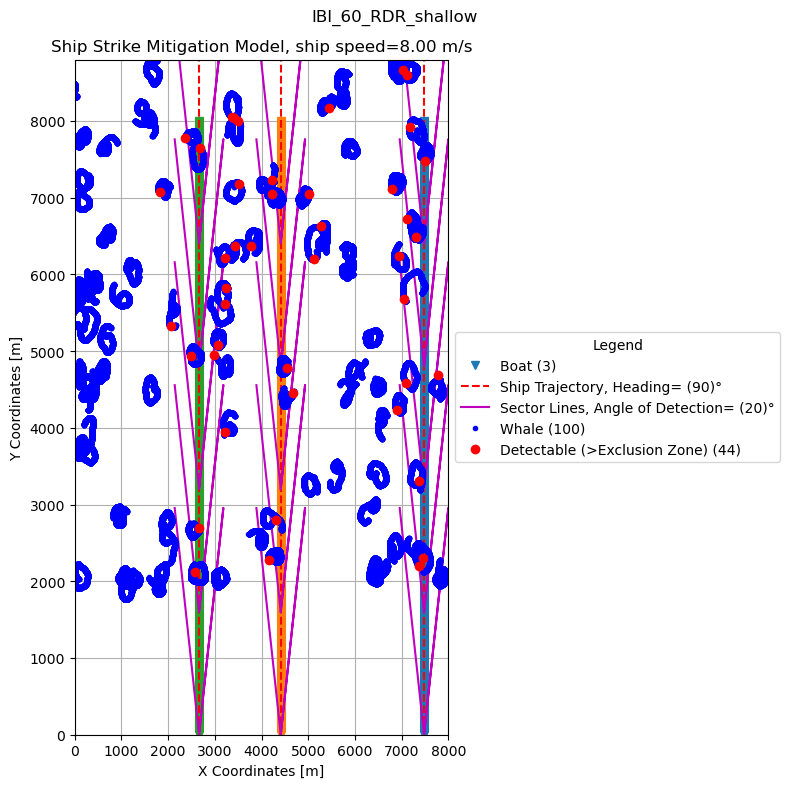 IBI_60_RDR_shallow
Ship Strike Mitigation Model, ship speed=8.00 m/s
8000
7000
6000
5000
4000
3000
2000
1000
0
Y Coordinates [m]
0 1000 2000 3000 4000 5000 6000 7000 8000
X Coordinates [m]
Legend
Boat (3)
Ship Trajectory, Heading= (90)°
Sector Lines, Angle of Detection= (20)°
Whale (100)
Detectable (>Exclusion Zone) (44)